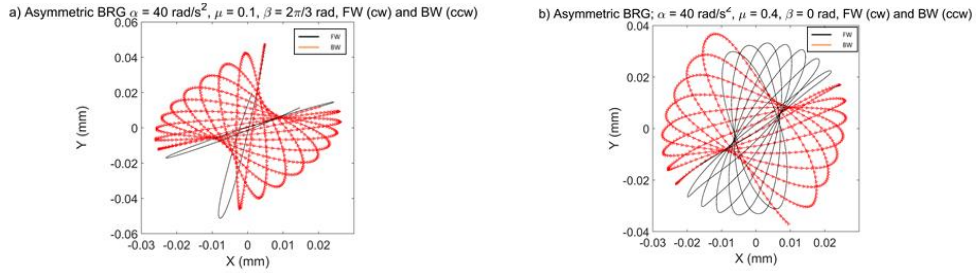 a) Asymmetric BRG α = 40 rad/s², μ = 0.1, β = 2π/3 rad, FW (cw) and BW (ccw)
FW
BW
0.06
0.04
0.02
0
-0.02
-0.04
-0.06
Y (mm)
-0.03 -0.02 -0.01 0 0.01 0.02 0.03
X (mm)
b) Asymmetric BRG; α = 40 rad/s², μ = 0.4, β = 0 rad, FW (cw) and BW (ccw)
FW
BW
0.04
0.02
0
-0.02
-0.04
Y (mm)
-0.03 -0.02 -0.01 0 0.01 0.02 0.03
X (mm)